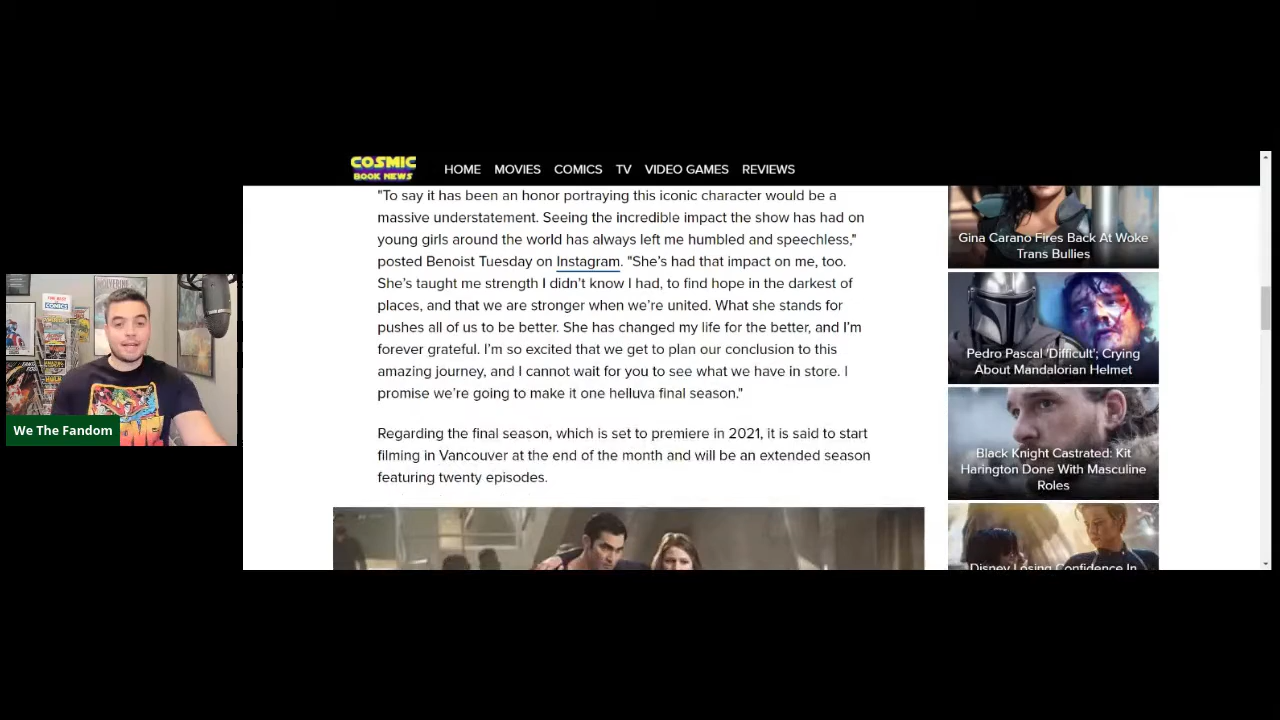 COSMIC
BOOK NEWS
HOME MOVIES COMICS TV VIDEO GAMES REVIEWS
"To say it has been an honor portraying this iconic character would be a
massive understatement. Seeing the incredible impact the show has had on
young girls around the world has always left me humbled and speechless,"
posted Benoist Tuesday on Instagram. "She's had that impact on me, too.
She's taught me strength I didn't know I had, to find hope in the darkest of
places, and that we are stronger when we're united. What she stands for
pushes all of us to be better. She has changed my life for the better, and I'm
forever grateful. I'm so excited that we get to plan our conclusion to this
amazing journey, and I cannot wait for you to see what we have in store. I
promise we're going to make it one helluva final season."
Regarding the final season, which is set to premiere in 2021, it is said to start
filming in Vancouver at the end of the month and will be an extended season
featuring twenty episodes.
Gina Carano Fires Back At Woke
Trans Bullies
Pedro Pascal 'Difficult'; Crying
About Mandalorian Helmet
Black Knight Castrated: Kit
Harington Done With Masculine
Roles
Disney Losing Confidence In
We The Fandom